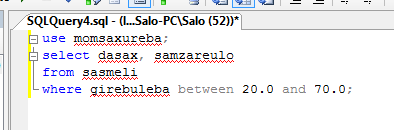 SQLQuery4.sql - (l...Salo-PC\Salo (52))*
use momsaxureba;
select dasax, samzareulo
from sasmeli
where girebuleba between 20.0 and 70.0;